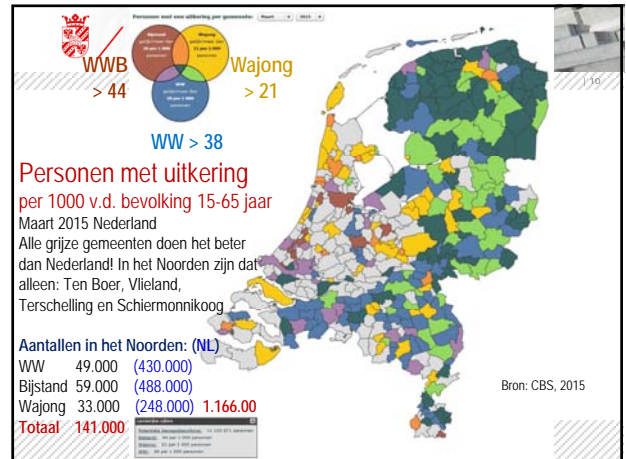 Personen met een uitkering per gemeente: Maart 2015
WWB
> 44
Bijstand
Wajong
WW
Wajong
> 21
WW > 38
| 10
Personen met uitkering
per 1000 v.d. bevolking 15-65 jaar
Maart 2015 Nederland
Alle grijze gemeenten doen het beter
dan Nederland! In het Noorden zijn dat
alleen: Ten Boer, Vlieland,
Terschelling en Schiermonnikoog
Aantallen in het Noorden: (NL)
WW 49.000 (430.000)
Bijstand 59.000 (488.000)
Wajong 33.000 (248.000) 1.166.00
Totaal 141.000
Bron: CBS, 2015